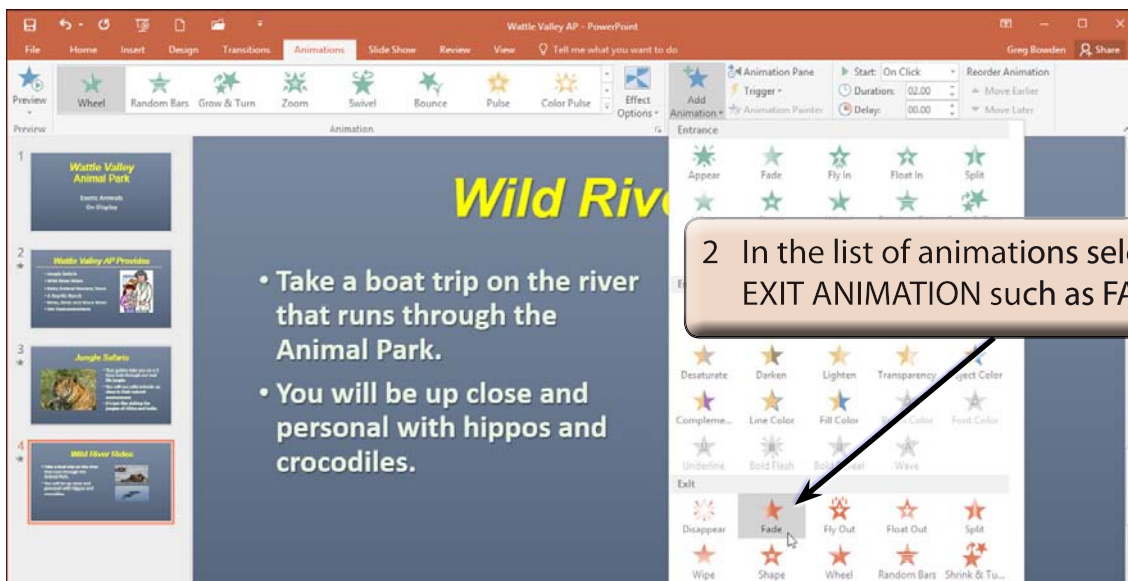 Wattle Valley AP - PowerPoint
File Home Insert Design Transitions Animations Slide Show Review View Tell me what you want to do Greg Bowden Share
Preview Wheel Random Bars Grow & Turn Zoom Swivel Bounce Pulse Color Pulse Effect Options Add Animation
Animation Pane Start: On Click Reorder Animation
Trigger Duration: 02.00 Move Earlier
Animation Painter Delay: 00.00 Move Later
Preview Animation
Entrance
Appear Fade Fly In Float In Split
1
Wattle Valley
Animal Park
Exotic Animals
On Display
2
Wattle Valley AP Provides
3
Jungle Safaris
4
Wild River Rides
Wild Riv
• Take a boat trip on the river
that runs through the
Animal Park.
• You will be up close and
personal with hippos and
crocodiles.
2 In the list of animations sel
EXIT ANIMATION such as FA
Desaturate Darken Lighten Transparency Object Color
Compleme... Line Color Fill Color Font Color
Underline Bold Flash Wave
Exit
Disappear Fade Fly Out Float Out Split
Wipe Shape Wheel Random Bars Shrink & Tu...